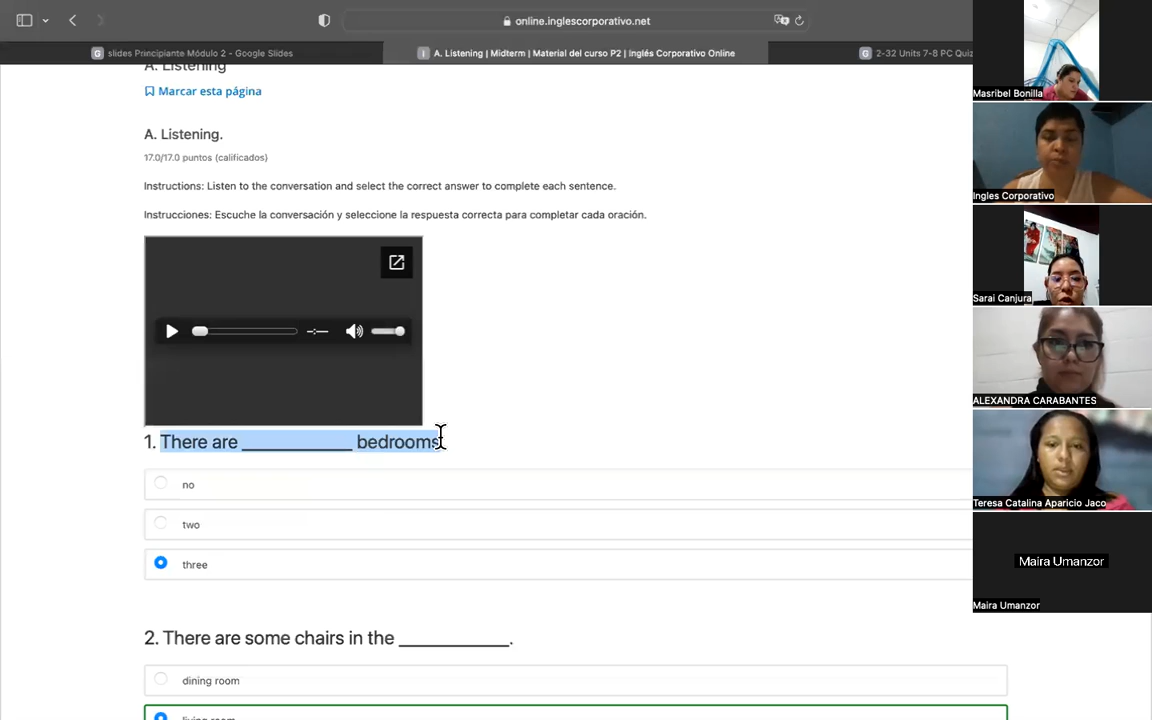 online.inglescorporativo.net
slides Principiante Módulo 2 - Google Slides
A. Listening | Midterm | Material del curso P2 | Inglés Corporativo Online
2-32 Units 7-8 PC Quiz
A. Listening
Marcar esta página
A. Listening.
17.0/17.0 puntos (calificados)
Instructions: Listen to the conversation and select the correct answer to complete each sentence.
Instrucciones: Escuche la conversación y seleccione la respuesta correcta para completar cada oración.
-:--
1. There are ___________ bedrooms
no
two
three
2. There are some chairs in the ___________.
dining room
living room
Masribel Bonilla
Ingles Corporativo
Sarai Canjura
ALEXANDRA CARABANTES
Teresa Catalina Aparicio Jaco
Maira Umanzor
Maira Umanzor